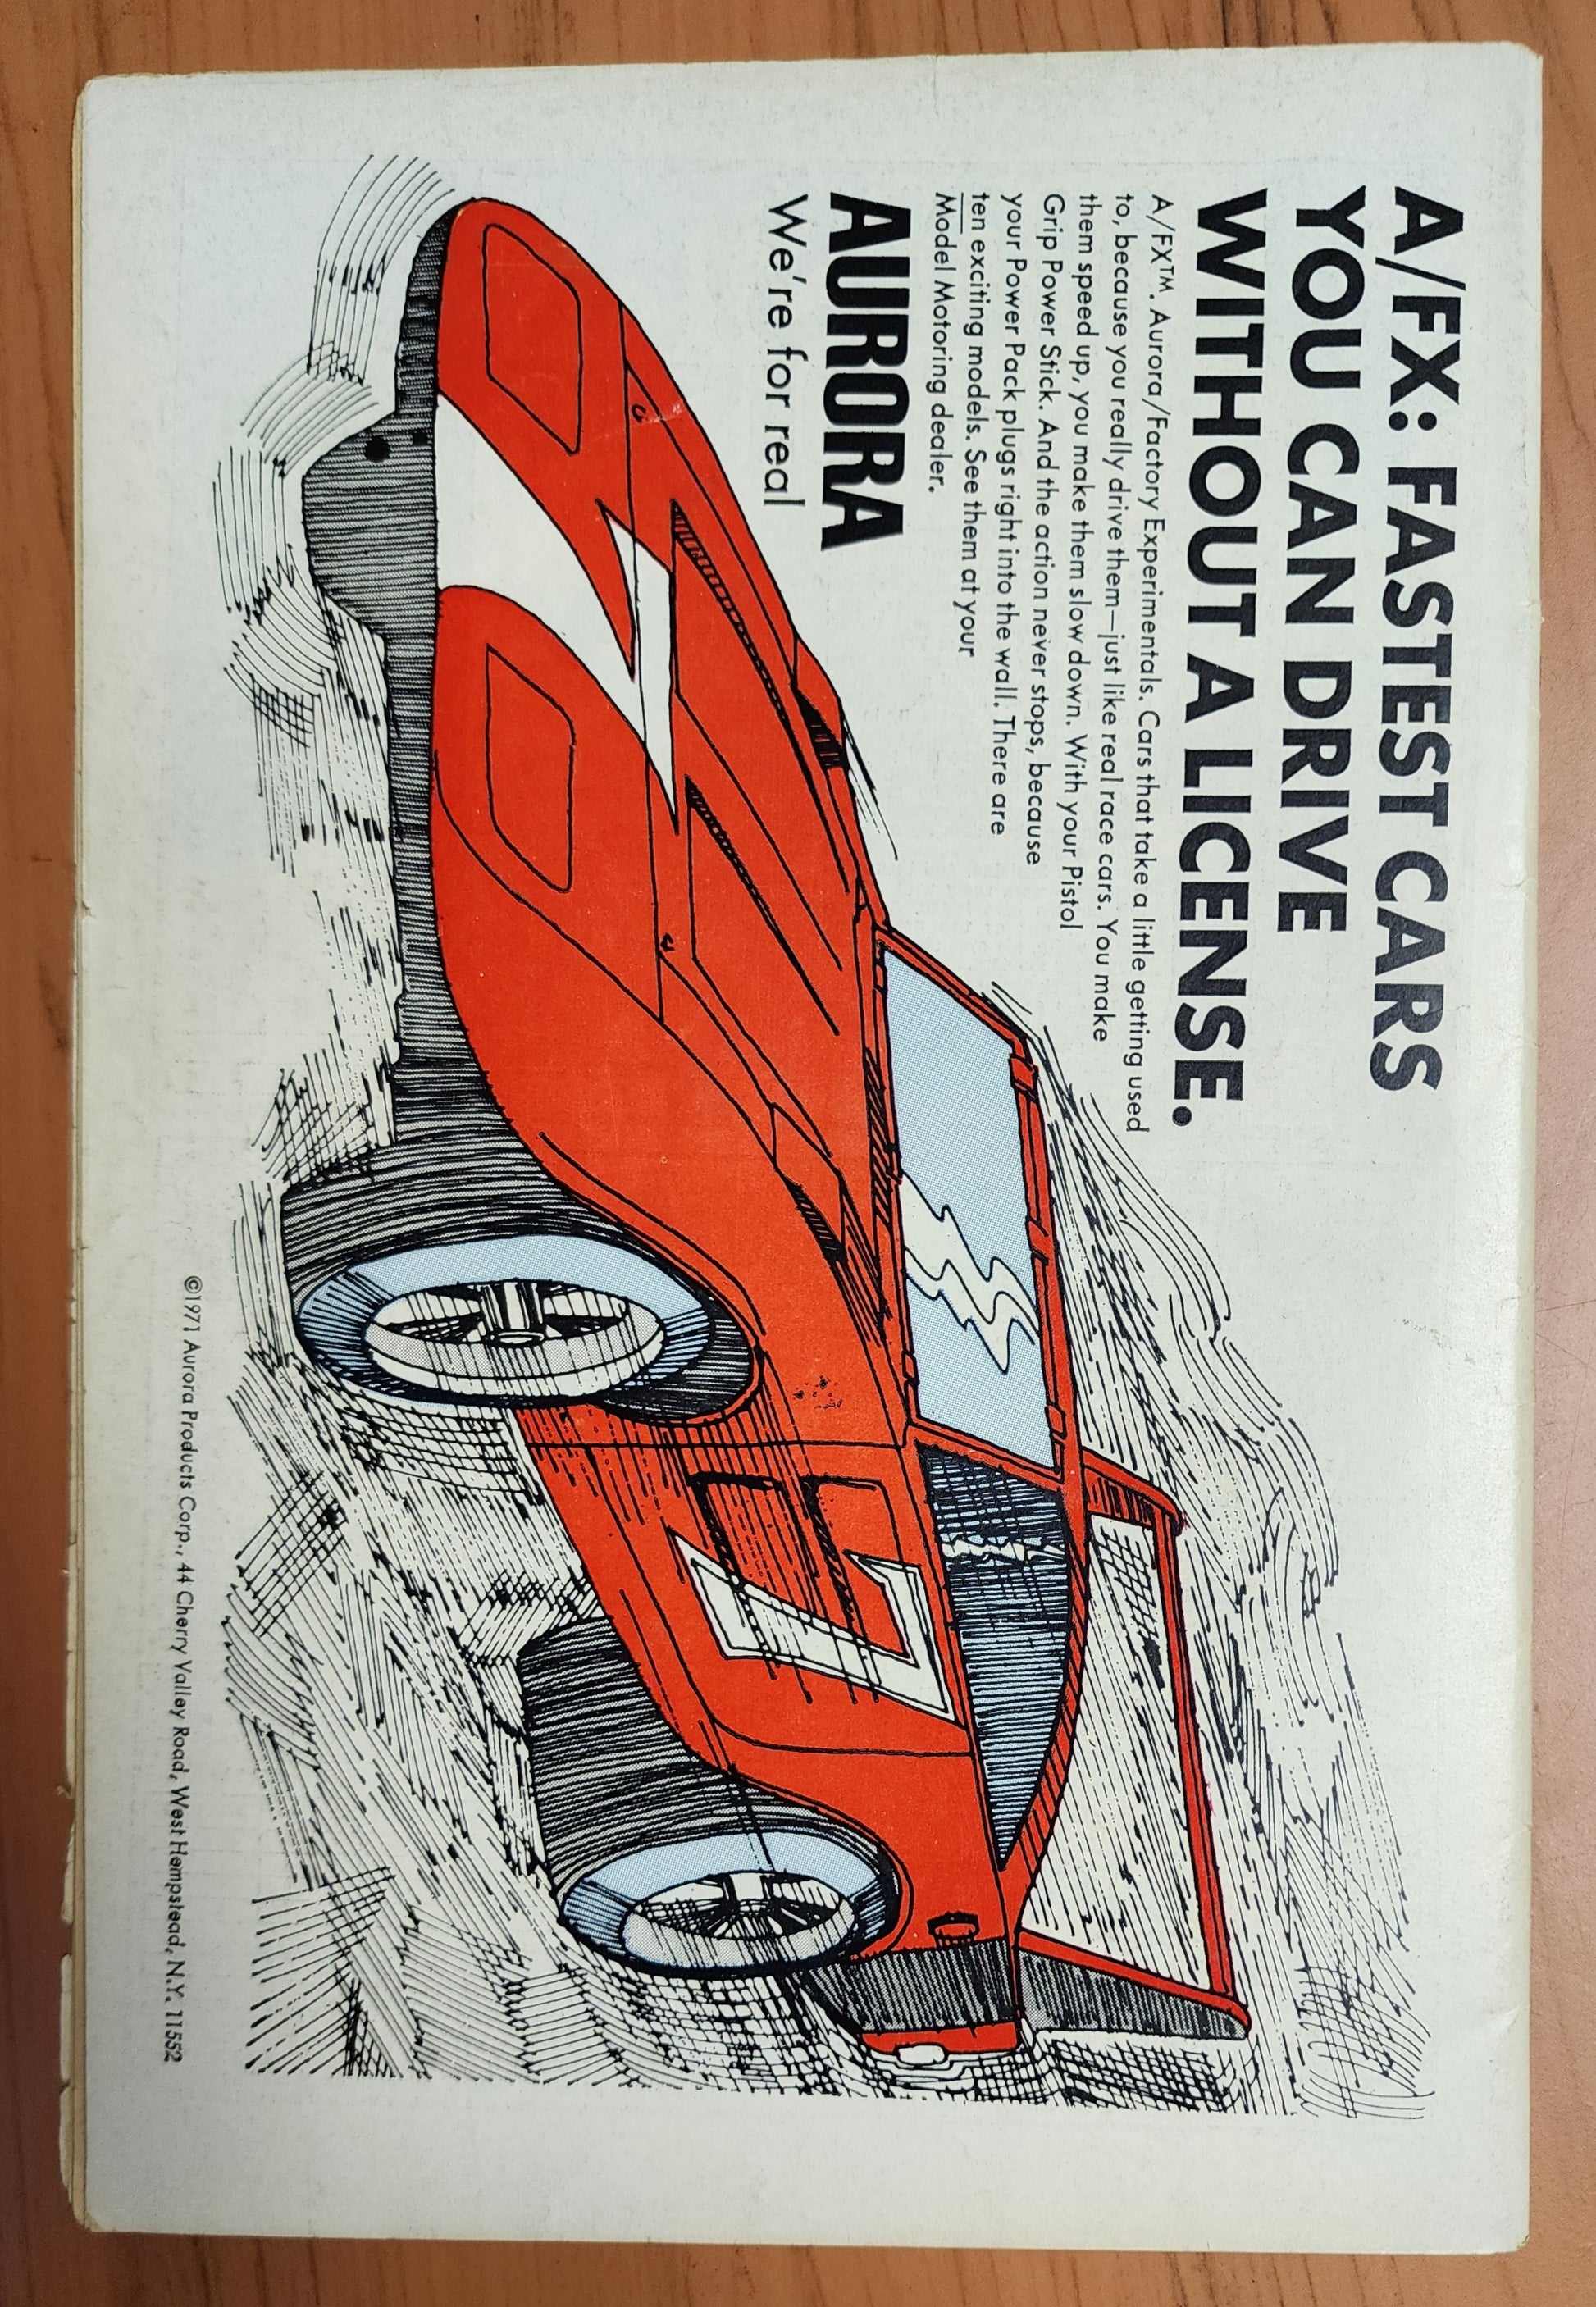 A/FX: FASTEST CARS
YOU CAN DRIVE
WITHOUT A LICENSE.
A/FX™. Aurora/Factory Experimentals. Cars that take a little getting used
to, because you really drive them—just like real race cars. You make
them speed up, you make them slow down. With your Pistol
Grip Power Stick. And the action never stops, because
your Power Pack plugs right into the wall. There are
ten exciting models. See them at your
Model Motoring dealer.
AURORA
We're for real
7
©1971 Aurora Products Corp., 44 Cherry Valley Road, West Hempstead, N.Y. 11552